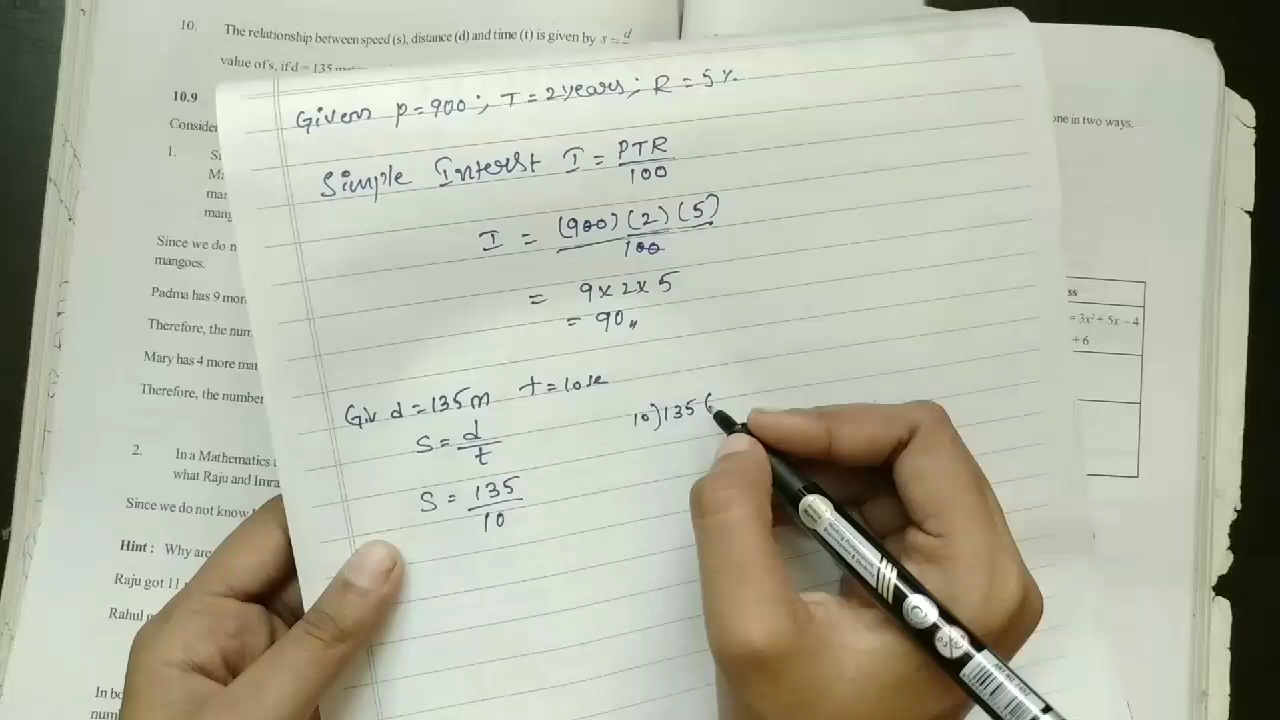 10. The relationship between speed (s), distance (d) and time (t) is given by s = d
value of s, if d = 135
10.9
one in two ways.
1.
Since we do n
mangoes.
Padma has 9 mor
Therefore, the num
Mary has 4 more ma
Therefore, the number
2. In a Mathematics
what Raju and Imra
Since we do not know
Hint : Why are
Raju got 11
Rahul
In bo
num
ss
= 3x² + 5x - 4
+ 6
Given P = 900 ; T = 2 years ; R = 5 %
Simple Interst I = PTR
100
I = (900) (2) (5)
100
= 9 x 2 x 5
= 90 „
Giv d = 135 m t = 10 se
S = d
t
S = 135
10
10)135(